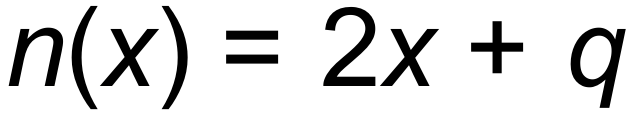 n(x) = 2x + q